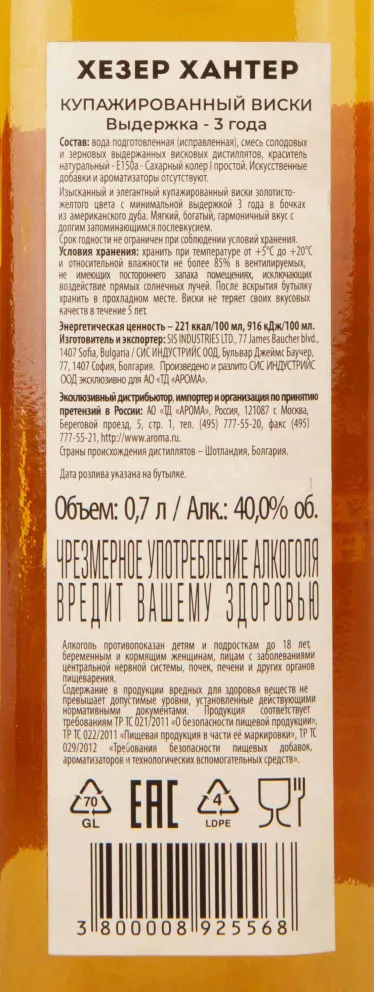 ХЕЗЕР ХАНТЕР
КУПАЖИРОВАННЫЙ ВИСКИ
Выдержка - 3 года
Состав: вода подготовленная (исправленная), смесь солодовых
и зерновых выдержанных висковых дистиллятов, краситель
натуральный - Е150а - Сахарный колер I простой. Искусственные
добавки и ароматизаторы отсутствуют.
Изысканный и элегантный купажированный виски золотисто-
желтого цвета с минимальной выдержкой 3 года в бочках
из американского дуба. Мягкий, богатый, гармоничный вкус с
долгим запоминающимся послевкусием.
Срок годности не ограничен при соблюдении условий хранения.
Условия хранения: хранить при температуре от +5°С до +20°С
и относительной влажности не более 85% в вентилируемых,
не имеющих постороннего запаха помещениях, исключающих
воздействие прямых солнечных лучей. После вскрытия бутылку
хранить в прохладном месте. Виски не теряет своих вкусовых
качеств в течение 5 лет.
Энергетическая ценность – 221 ккал/100 мл, 916 кДж/100 мл.
Изготовитель и экспортер: SIS INDUSTRIES LTD., 77 James Baucher blvd.,
1407 Sofia, Bulgaria / СИС ИНДУСТРИЙС ООД, Бульвар Джеймс Баучер,
77, 1407 София, Болгария. Произведено и разлито СИС ИНДУСТРИЙС
ООД эксклюзивно для АО «ТД «АРОМА».
Эксклюзивный дистрибьютор, импортер и организация по принятию
претензий в России: АО «ТД «АРОМА», Россия, 121087 г. Москва,
Береговой проезд, 5, стр. 1, тел. (495) 777-55-20, факс (495)
777-55-21, http://www.aroma.ru.
Страны происхождения дистиллятов – Шотландия, Болгария.
Дата розлива указана на бутылке.
Объем: 0,7 л / Алк.: 40,0% об.
ЧРЕЗМЕРНОЕ УПОТРЕБЛЕНИЕ АЛКОГОЛЯ
ВРЕДИТ ВАШЕМУ ЗДОРОВЬЮ
Алкоголь противопоказан детям и подросткам до 18 лет,
беременным и кормящим женщинам, лицам с заболеваниями
центральной нервной системы, почек, печени и других органов
пищеварения.
Содержание в продукции вредных для здоровья веществ не
превышает допустимые уровни, установленные действующими
нормативными документами. Продукция соответствует
требованиям ТР ТС 021/2011 «О безопасности пищевой продукции»,
ТР ТС 022/2011 «Пищевая продукция в части её маркировки», ТР ТС
029/2012 «Требования безопасности пищевых добавок,
ароматизаторов и технологических вспомогательных средств».
70
GL
EAC
4
LDPE
3 800008 925568